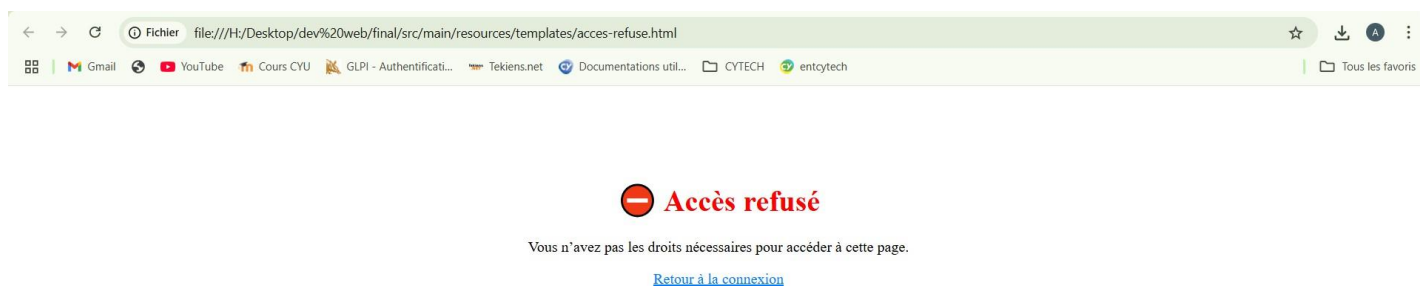 Fichier file:///H:/Desktop/dev%20web/final/src/main/resources/templates/acces-refuse.html A
Gmail YouTube Cours CYU GLPI - Authentificati... Tekiens.net Documentations util... CYTECH entcytech Tous les favoris
Accès refusé
Vous n’avez pas les droits nécessaires pour accéder à cette page.
Retour à la connexion